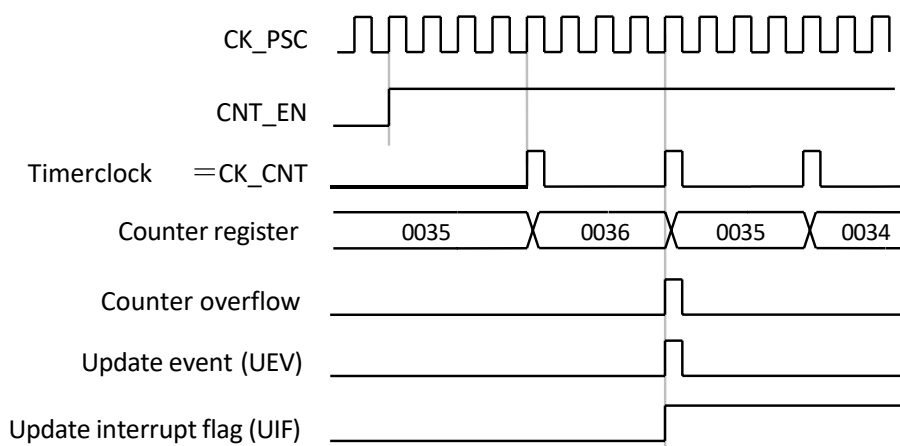 CK_PSC
CNT_EN
Timerclock =CK_CNT
Counter register 0035 0036 0035 0034
Counter overflow
Update event (UEV)
Update interrupt flag (UIF)